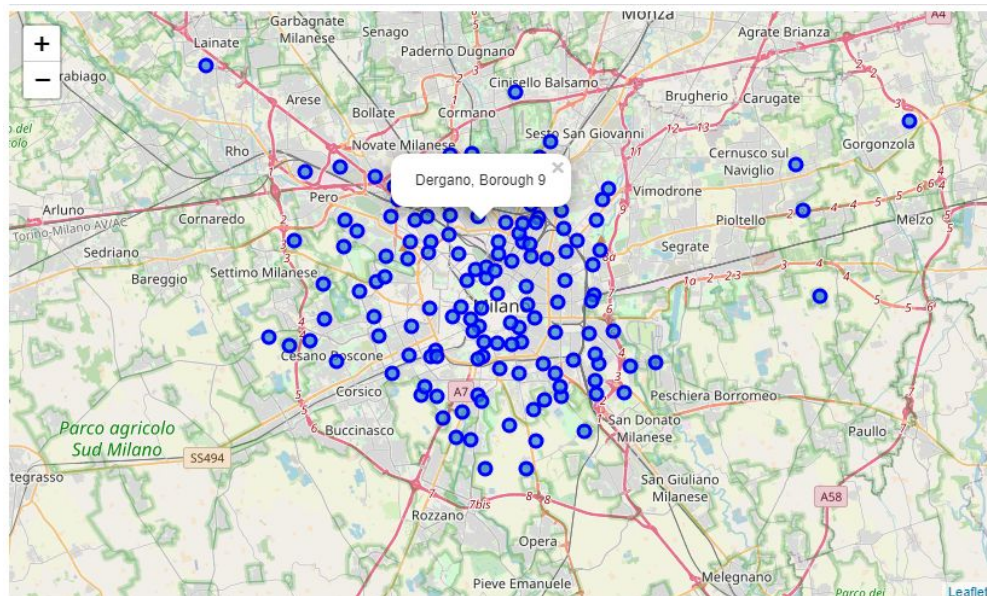 Monza
Garbagnate
Milanese
Senago
Agrate Brianza
A4
Lainate
Paderno Dugnano
+
−
Cinisello Balsamo
Arese
Bollate
Cormano
Brugherio
Carugate
Novate Milanese
Sesto San Giovanni
Rho
Gorgonzola
Cernusco sul
Naviglio
Dergano, Borough 9
×
Pero
Vimodrone
Arluno
Cornaredo
Pioltello
Melzo
Torino-Milano AV/AC
Sedriano
Segrate
Bareggio
Settimo Milanese
Milano
Cesano Boscone
Corsico
A7
Peschiera Borromeo
Parco agricolo
Sud Milano
Buccinasco
San Donato
Milanese
Paullo
SS494
San Giuliano
Milanese
7bis
A58
Rozzano
Opera
Pieve Emanuele
Melegnano
Parco dei
Leaflet